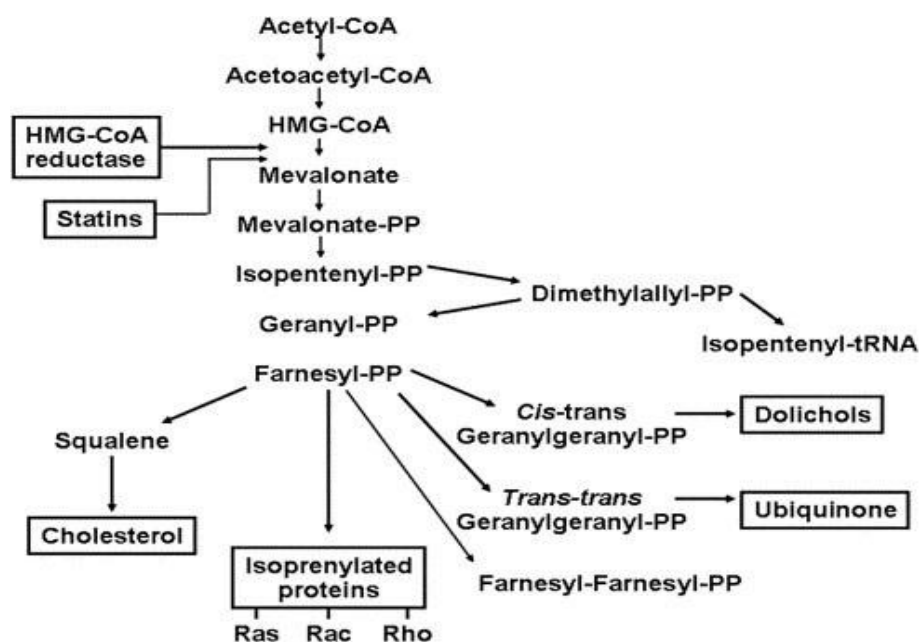 Acetyl-CoA
Acetoacetyl-CoA
HMG-CoA
HMG-CoA
reductase
Mevalonate
Statins
Mevalonate-PP
Isopentenyl-PP
Dimethylallyl-PP
Geranyl-PP
Isopentenyl-tRNA
Farnesyl-PP
Cis-trans
Geranylgeranyl-PP
Dolichols
Squalene
Trans-trans
Geranylgeranyl-PP
Ubiquinone
Cholesterol
Isoprenylated
proteins
Farnesyl-Farnesyl-PP
Ras Rac Rho